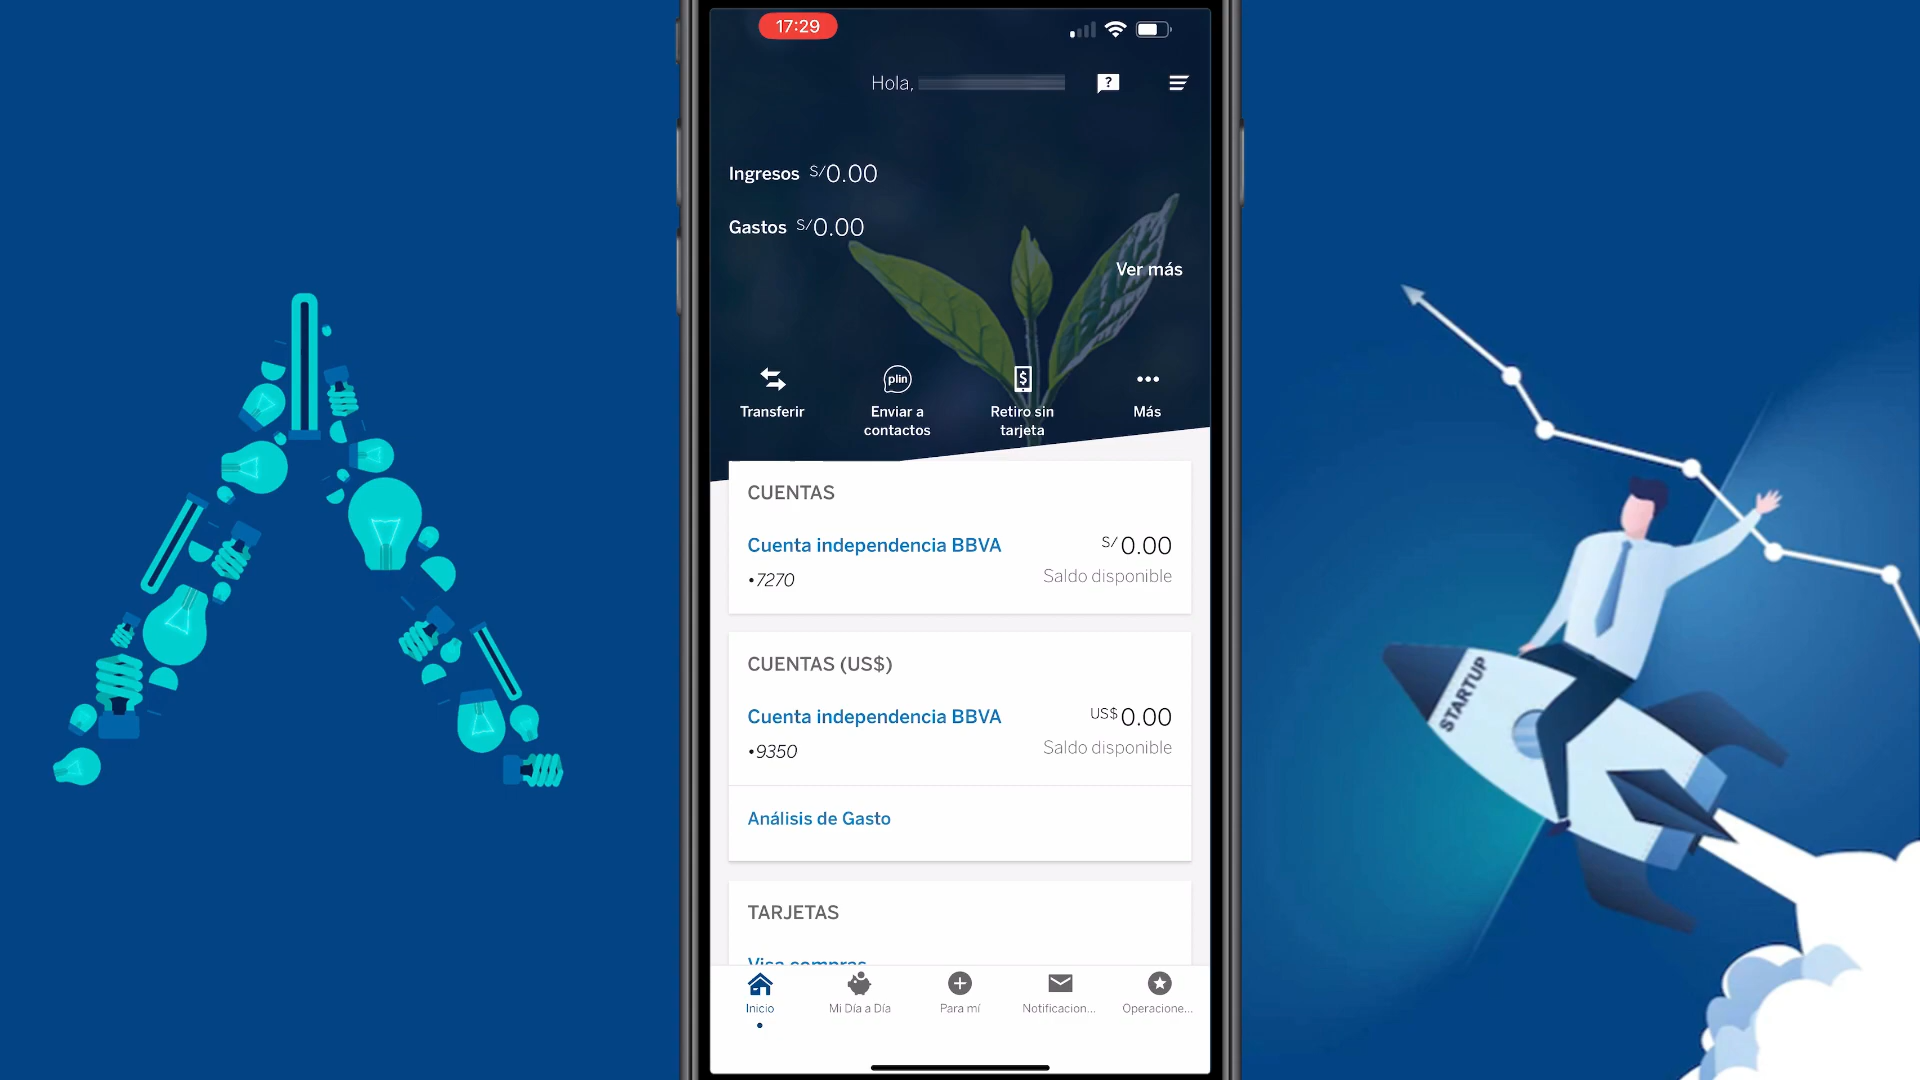 17:29
Hola,
Ingresos S/0.00
Gastos S/0.00
Ver más
Transferir
plin
Enviar a
contactos
Retiro sin
tarjeta
Más
CUENTAS
Cuenta independencia BBVA S/0.00
•7270 Saldo disponible
CUENTAS (US$)
Cuenta independencia BBVA US$0.00
•9350 Saldo disponible
Análisis de Gasto
TARJETAS
Visa compras
Inicio
Mi Día a Día
Para mí
Notificacion...
Operacione...
STARTUP